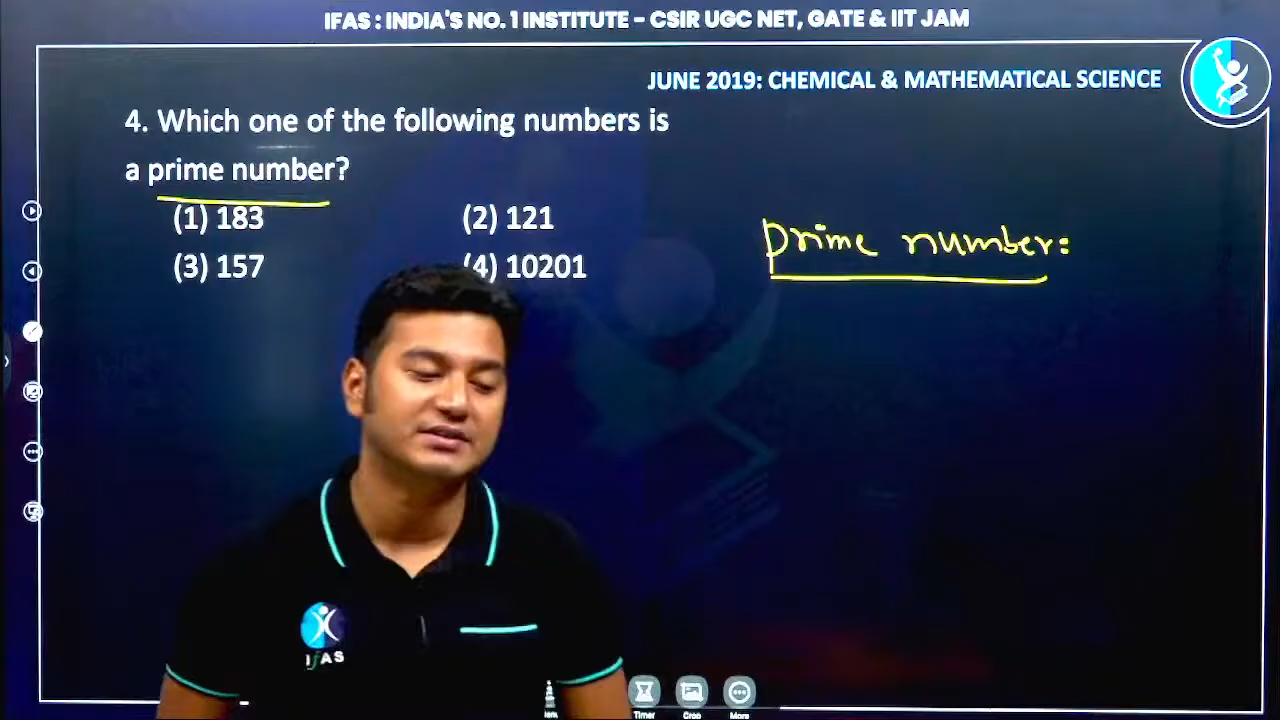 IFAS : INDIA'S NO. 1 INSTITUTE – CSIR UGC NET, GATE & IIT JAM
JUNE 2019: CHEMICAL & MATHEMATICAL SCIENCE
4. Which one of the following numbers is
a prime number?
(1) 183 (2) 121
(3) 157 (4) 10201
prime number:
IFAS
Timer Crop More